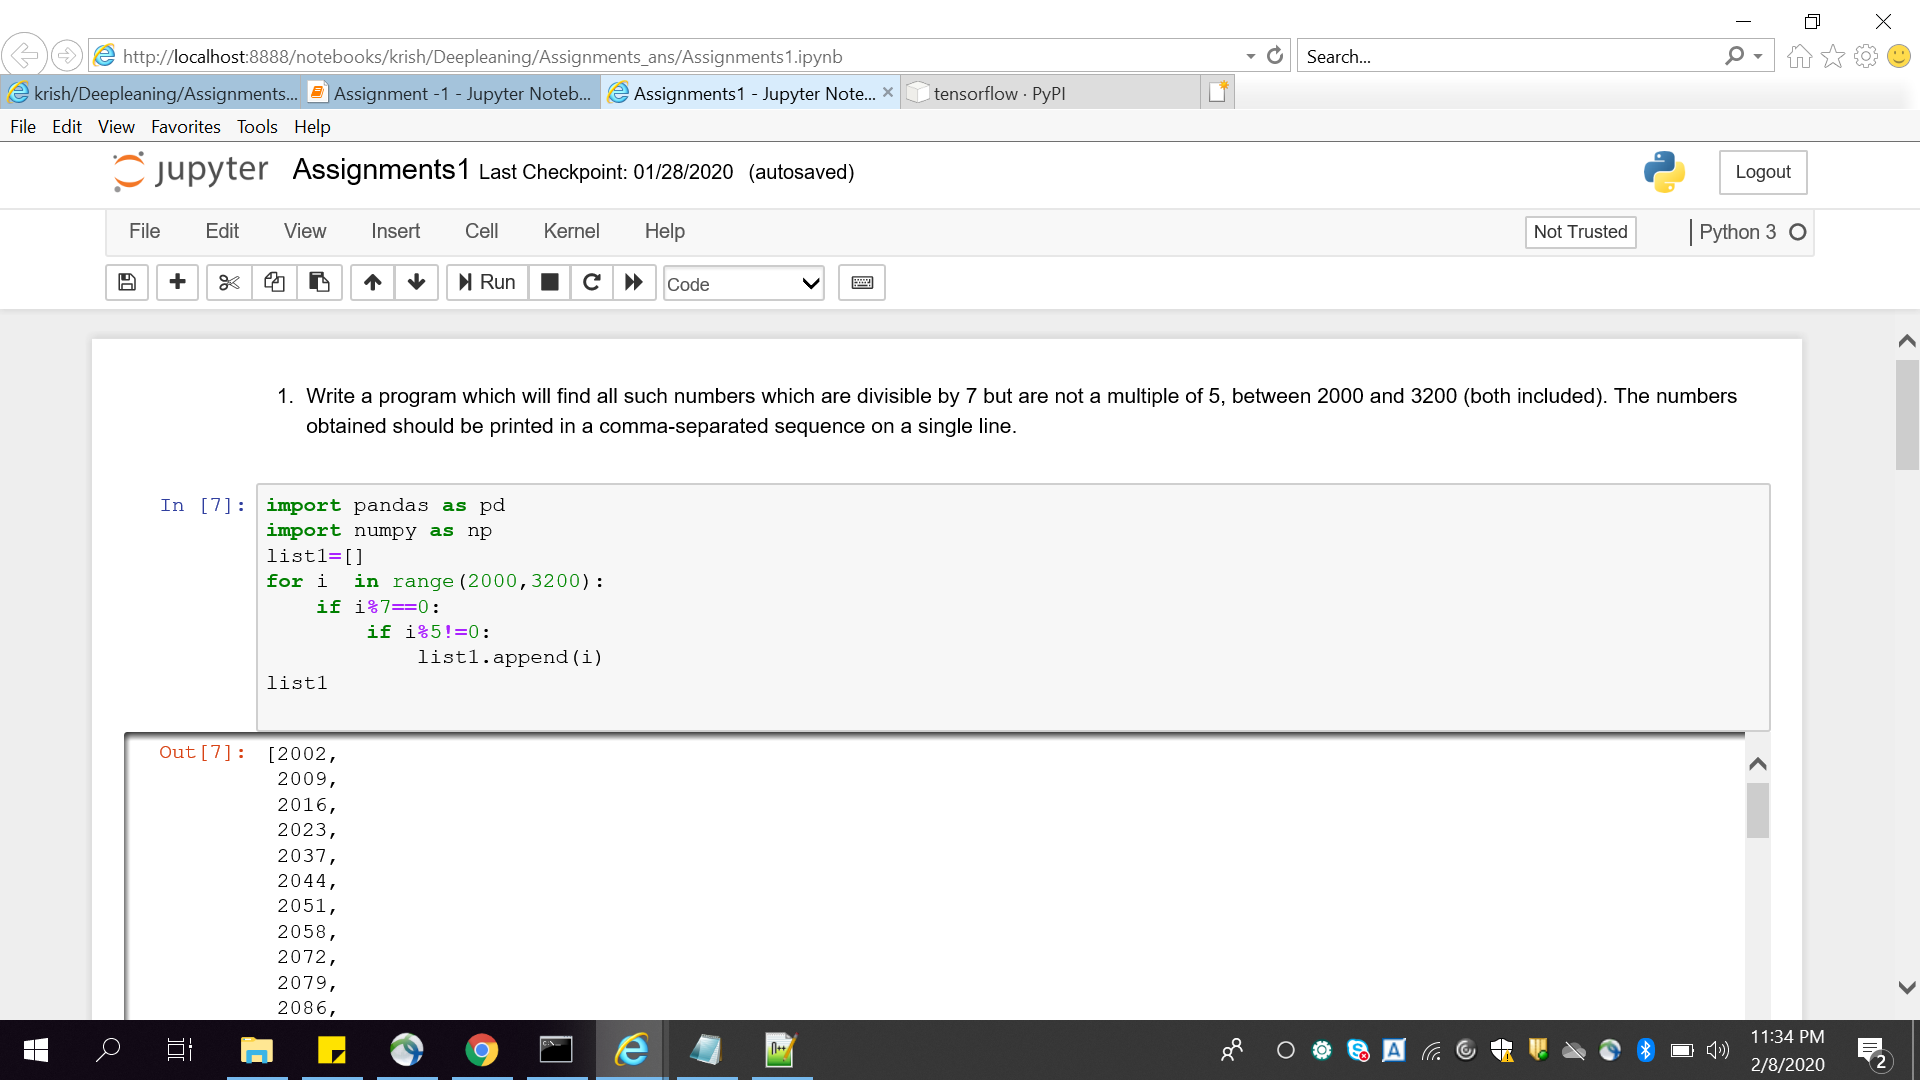 http://localhost:8888/notebooks/krish/Deepleaning/Assignments_ans/Assignments1.ipynb
Search...
krish/Deepleaning/Assignments...
Assignment -1 - Jupyter Noteb...
Assignments1 - Jupyter Note...
tensorflow · PyPI
File Edit View Favorites Tools Help
jupyter Assignments1 Last Checkpoint: 01/28/2020 (autosaved)
Logout
File Edit View Insert Cell Kernel Help
Not Trusted
Python 3
Run
Code
1. Write a program which will find all such numbers which are divisible by 7 but are not a multiple of 5, between 2000 and 3200 (both included). The numbers
obtained should be printed in a comma-separated sequence on a single line.
In [7]: import pandas as pd
import numpy as np
list1=[]
for i  in range(2000,3200):
    if i%7==0:
        if i%5!=0:
            list1.append(i)
list1
Out[7]: [2002,
2009,
2016,
2023,
2037,
2044,
2051,
2058,
2072,
2079,
2086,
11:34 PM
2/8/2020
2